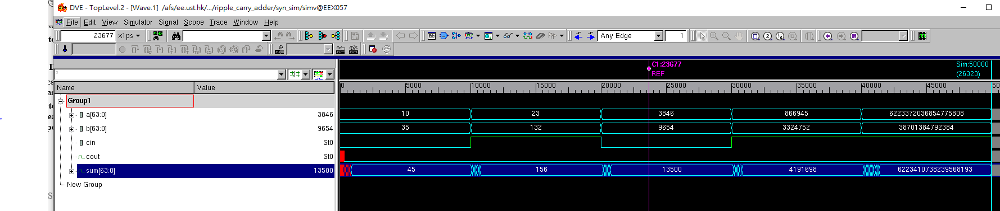 DVE - TopLevel.2 - [Wave.1]  /afs/ee.ust.hk/.../ripple_carry_adder/syn_sim/simv@EEX057
File Edit View Simulator Signal Scope Trace Window Help
23677 x1ps Any Edge 1
C1:23677 Sim:50000
REF (26323)
*
0 5000 10000 15000 20000 25000 30000 35000 40000 45000 50
Name Value
Group1
a[63:0] 3846 10 23 3846 866945 62233720368547758​08
b[63:0] 9654 35 132 9654 3324752 38701384792384
cin St0
cout St0
sum[63:0] 13500 45 156 13500 4191698 6223410738239568193
New Group